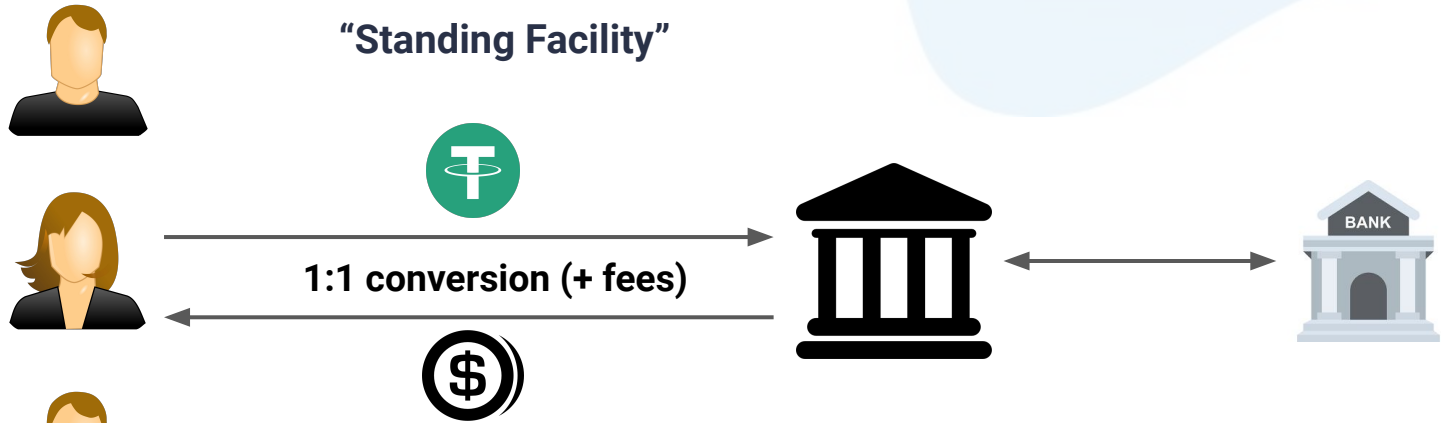 “Standing Facility”
BANK
1:1 conversion (+ fees)